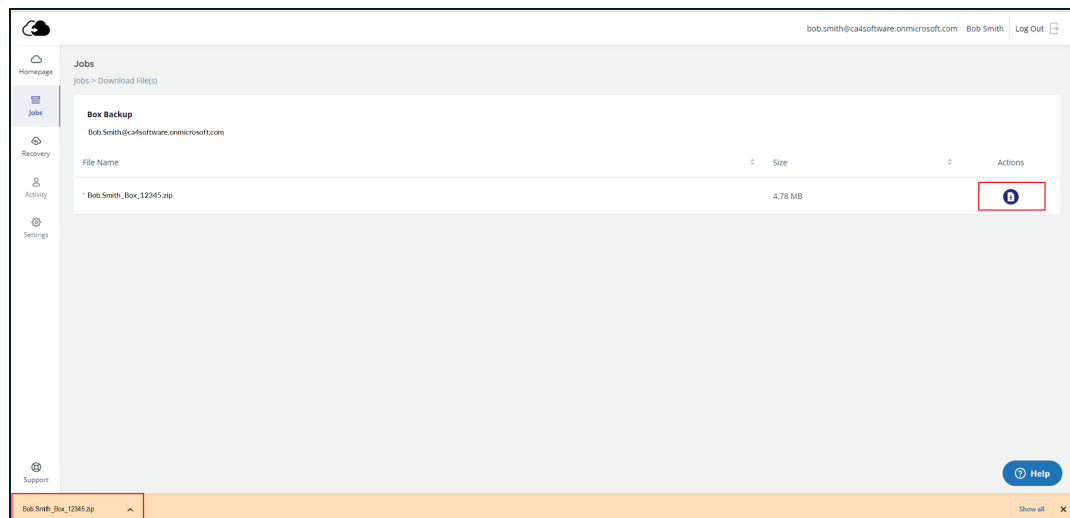 bob.smith@ca4software.onmicrosoft.com Bob Smith Log Out
Homepage
Jobs
Recovery
Activity
Settings
Support
Jobs
Jobs > Download File(s)
Box Backup
Bob.Smith@ca4software.onmicrosoft.com
File Name Size Actions
Bob.Smith_Box_12345.zip 4.78 MB
Help
Bob.Smith_Box_12345.zip Show all